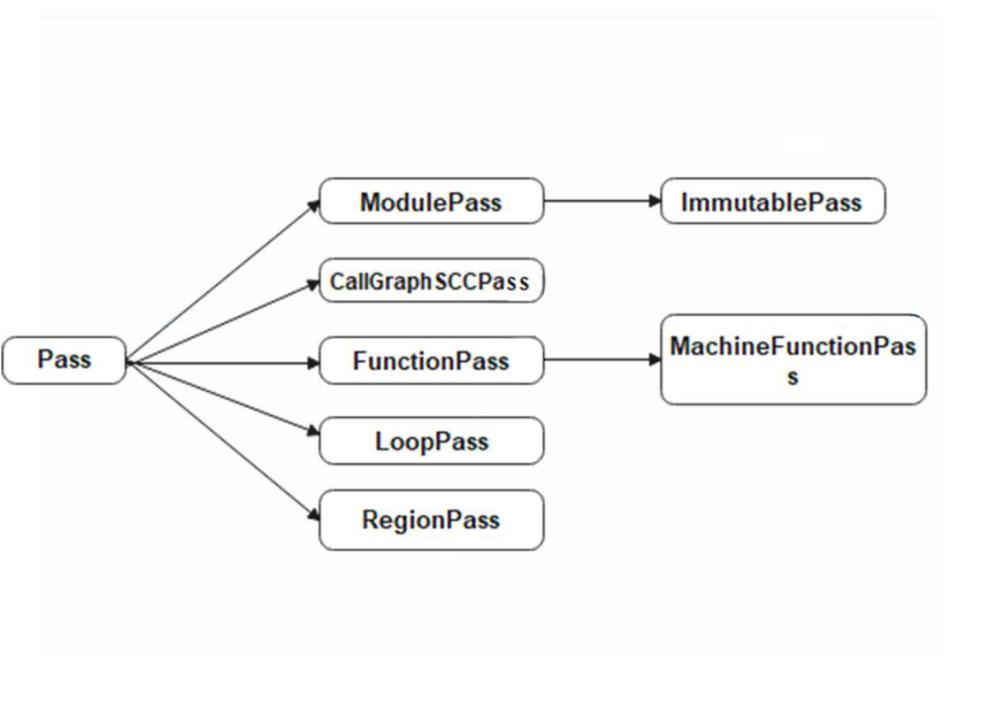 ModulePass
ImmutablePass
CallGraphSCCPass
Pass
FunctionPass
MachineFunctionPas
s
LoopPass
RegionPass